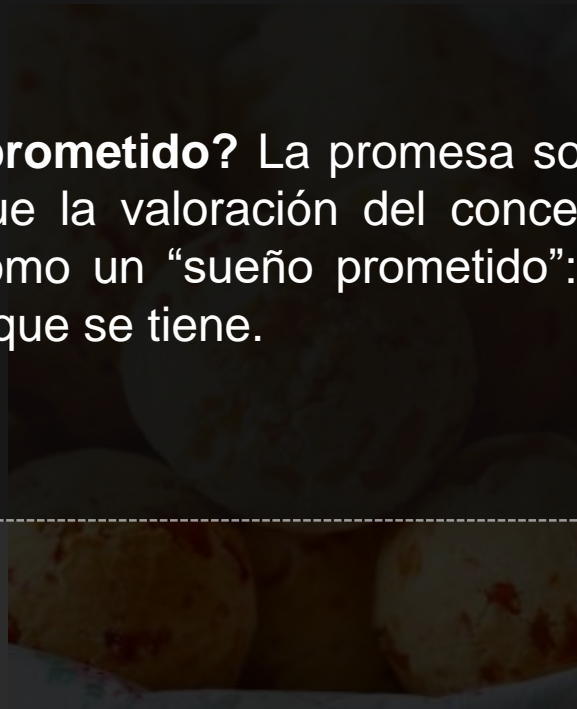 prometido? La promesa so
ue la valoración del conce
omo un “sueño prometido”:
que se tiene.